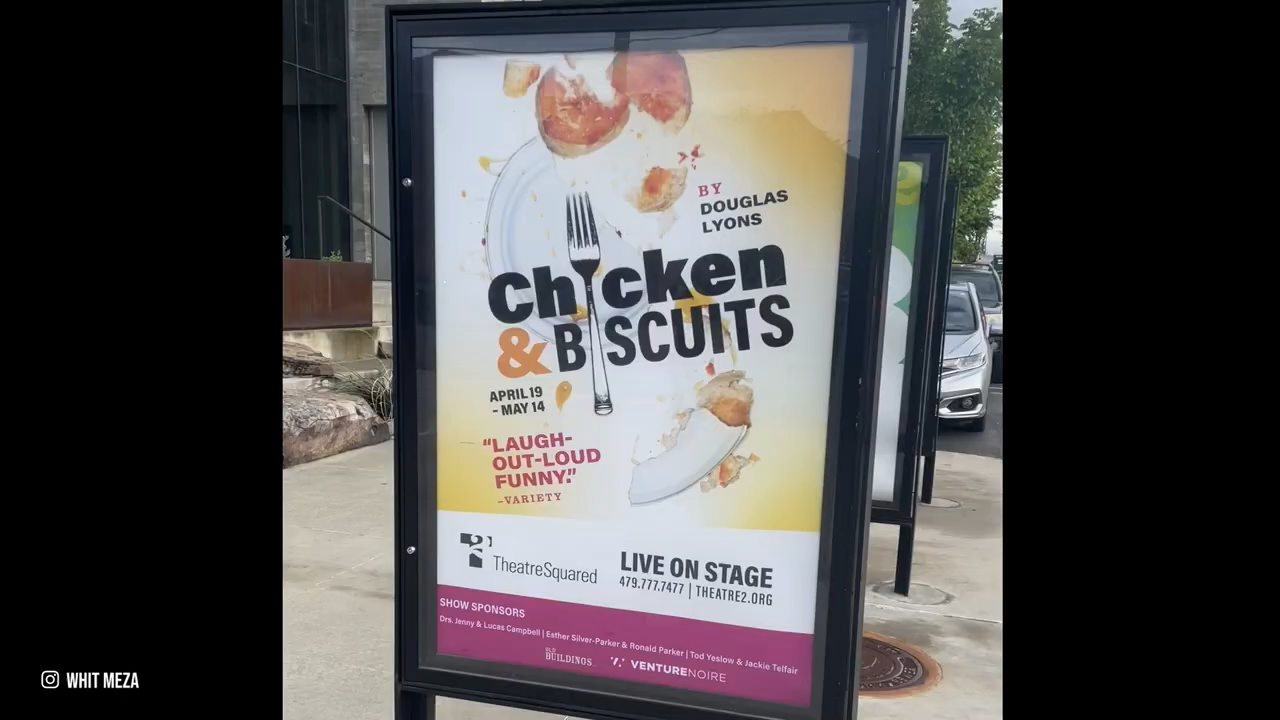 BY
DOUGLAS
LYONS
Chicken
& BISCUITS
APRIL 19
- MAY 14
"LAUGH-
OUT-LOUD
FUNNY."
-VARIETY
TheatreSquared
LIVE ON STAGE
479.777.7477 | THEATRE2.ORG
SHOW SPONSORS
Drs. Jenny & Lucas Campbell | Esther Silver-Parker & Ronald Parker | Tod Yeslow & Jackie Telfair
OLD
BUILDINGS
VENTURENOIRE
WHIT MEZA